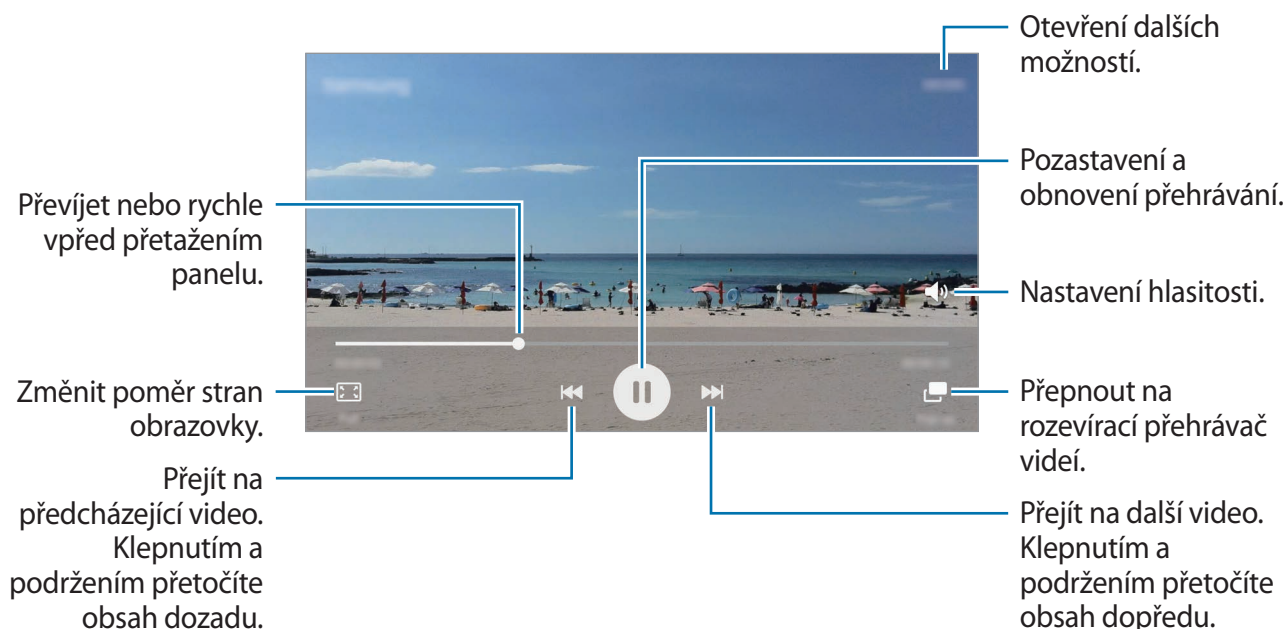 Otevření dalších
možností.
Pozastavení a
obnovení přehrávání.
Převíjet nebo rychle
vpřed přetažením
panelu.
Nastavení hlasitosti.
Změnit poměr stran
obrazovky.
Přepnout na
rozevírací přehrávač
videí.
Přejít na
předcházející video.
Klepnutím a
podržením přetočíte
obsah dozadu.
Přejít na další video.
Klepnutím a
podržením přetočíte
obsah dopředu.